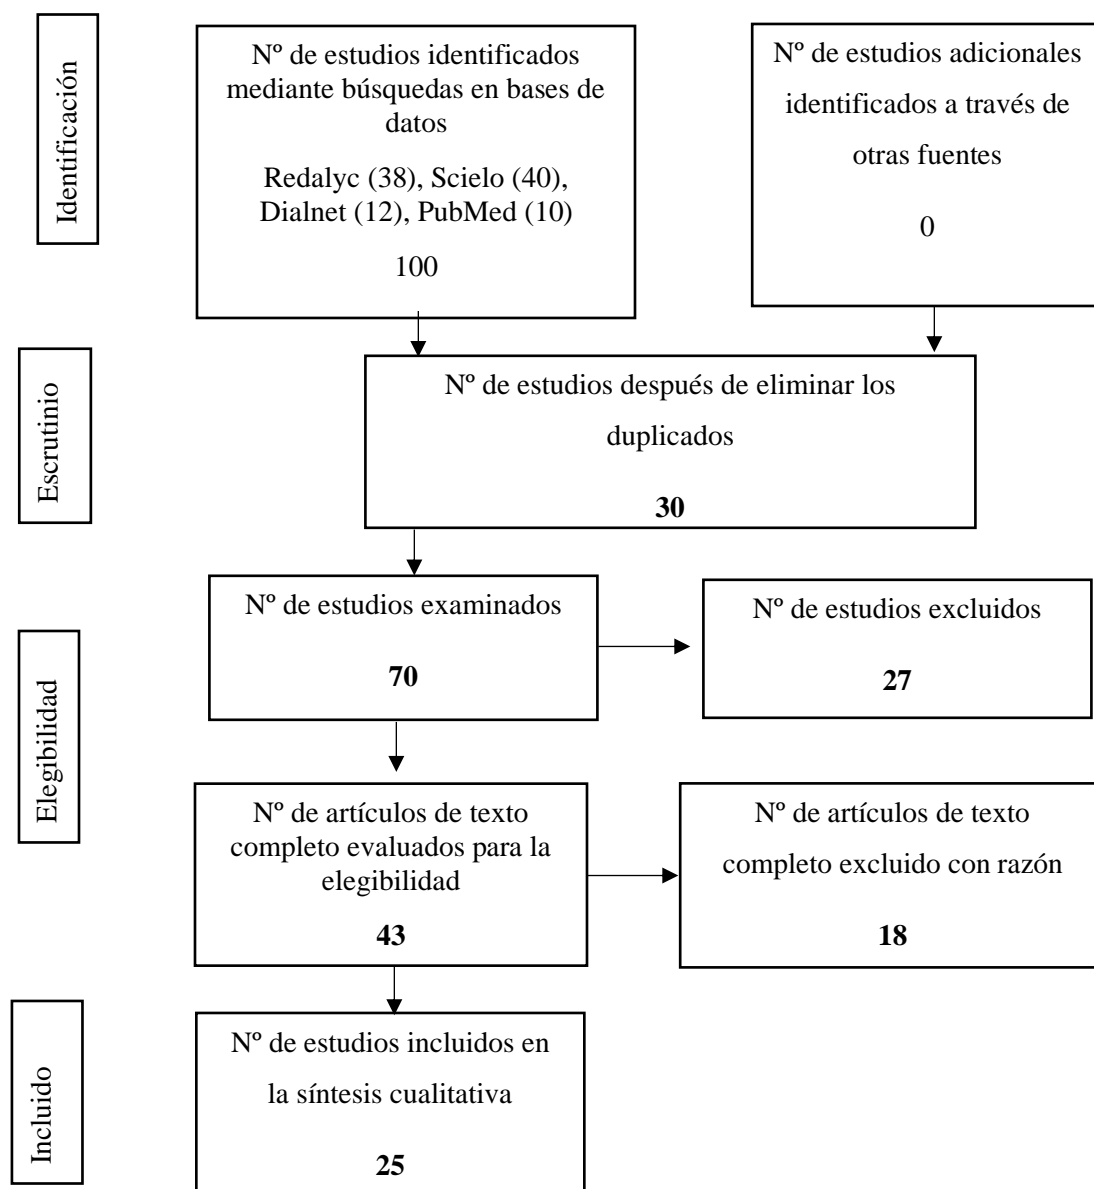 Identificación
Nº de estudios identificados
mediante búsquedas en bases de
datos
Redalyc (38), Scielo (40),
Dialnet (12), PubMed (10)
100
Nº de estudios adicionales
identificados a través de
otras fuentes
0
Escrutinio
Nº de estudios después de eliminar los
duplicados
30
Elegibilidad
Nº de estudios examinados
70
Nº de estudios excluidos
27
Nº de artículos de texto
completo evaluados para la
elegibilidad
43
Nº de artículos de texto
completo excluido con razón
18
Incluido
Nº de estudios incluidos en
la síntesis cualitativa
25